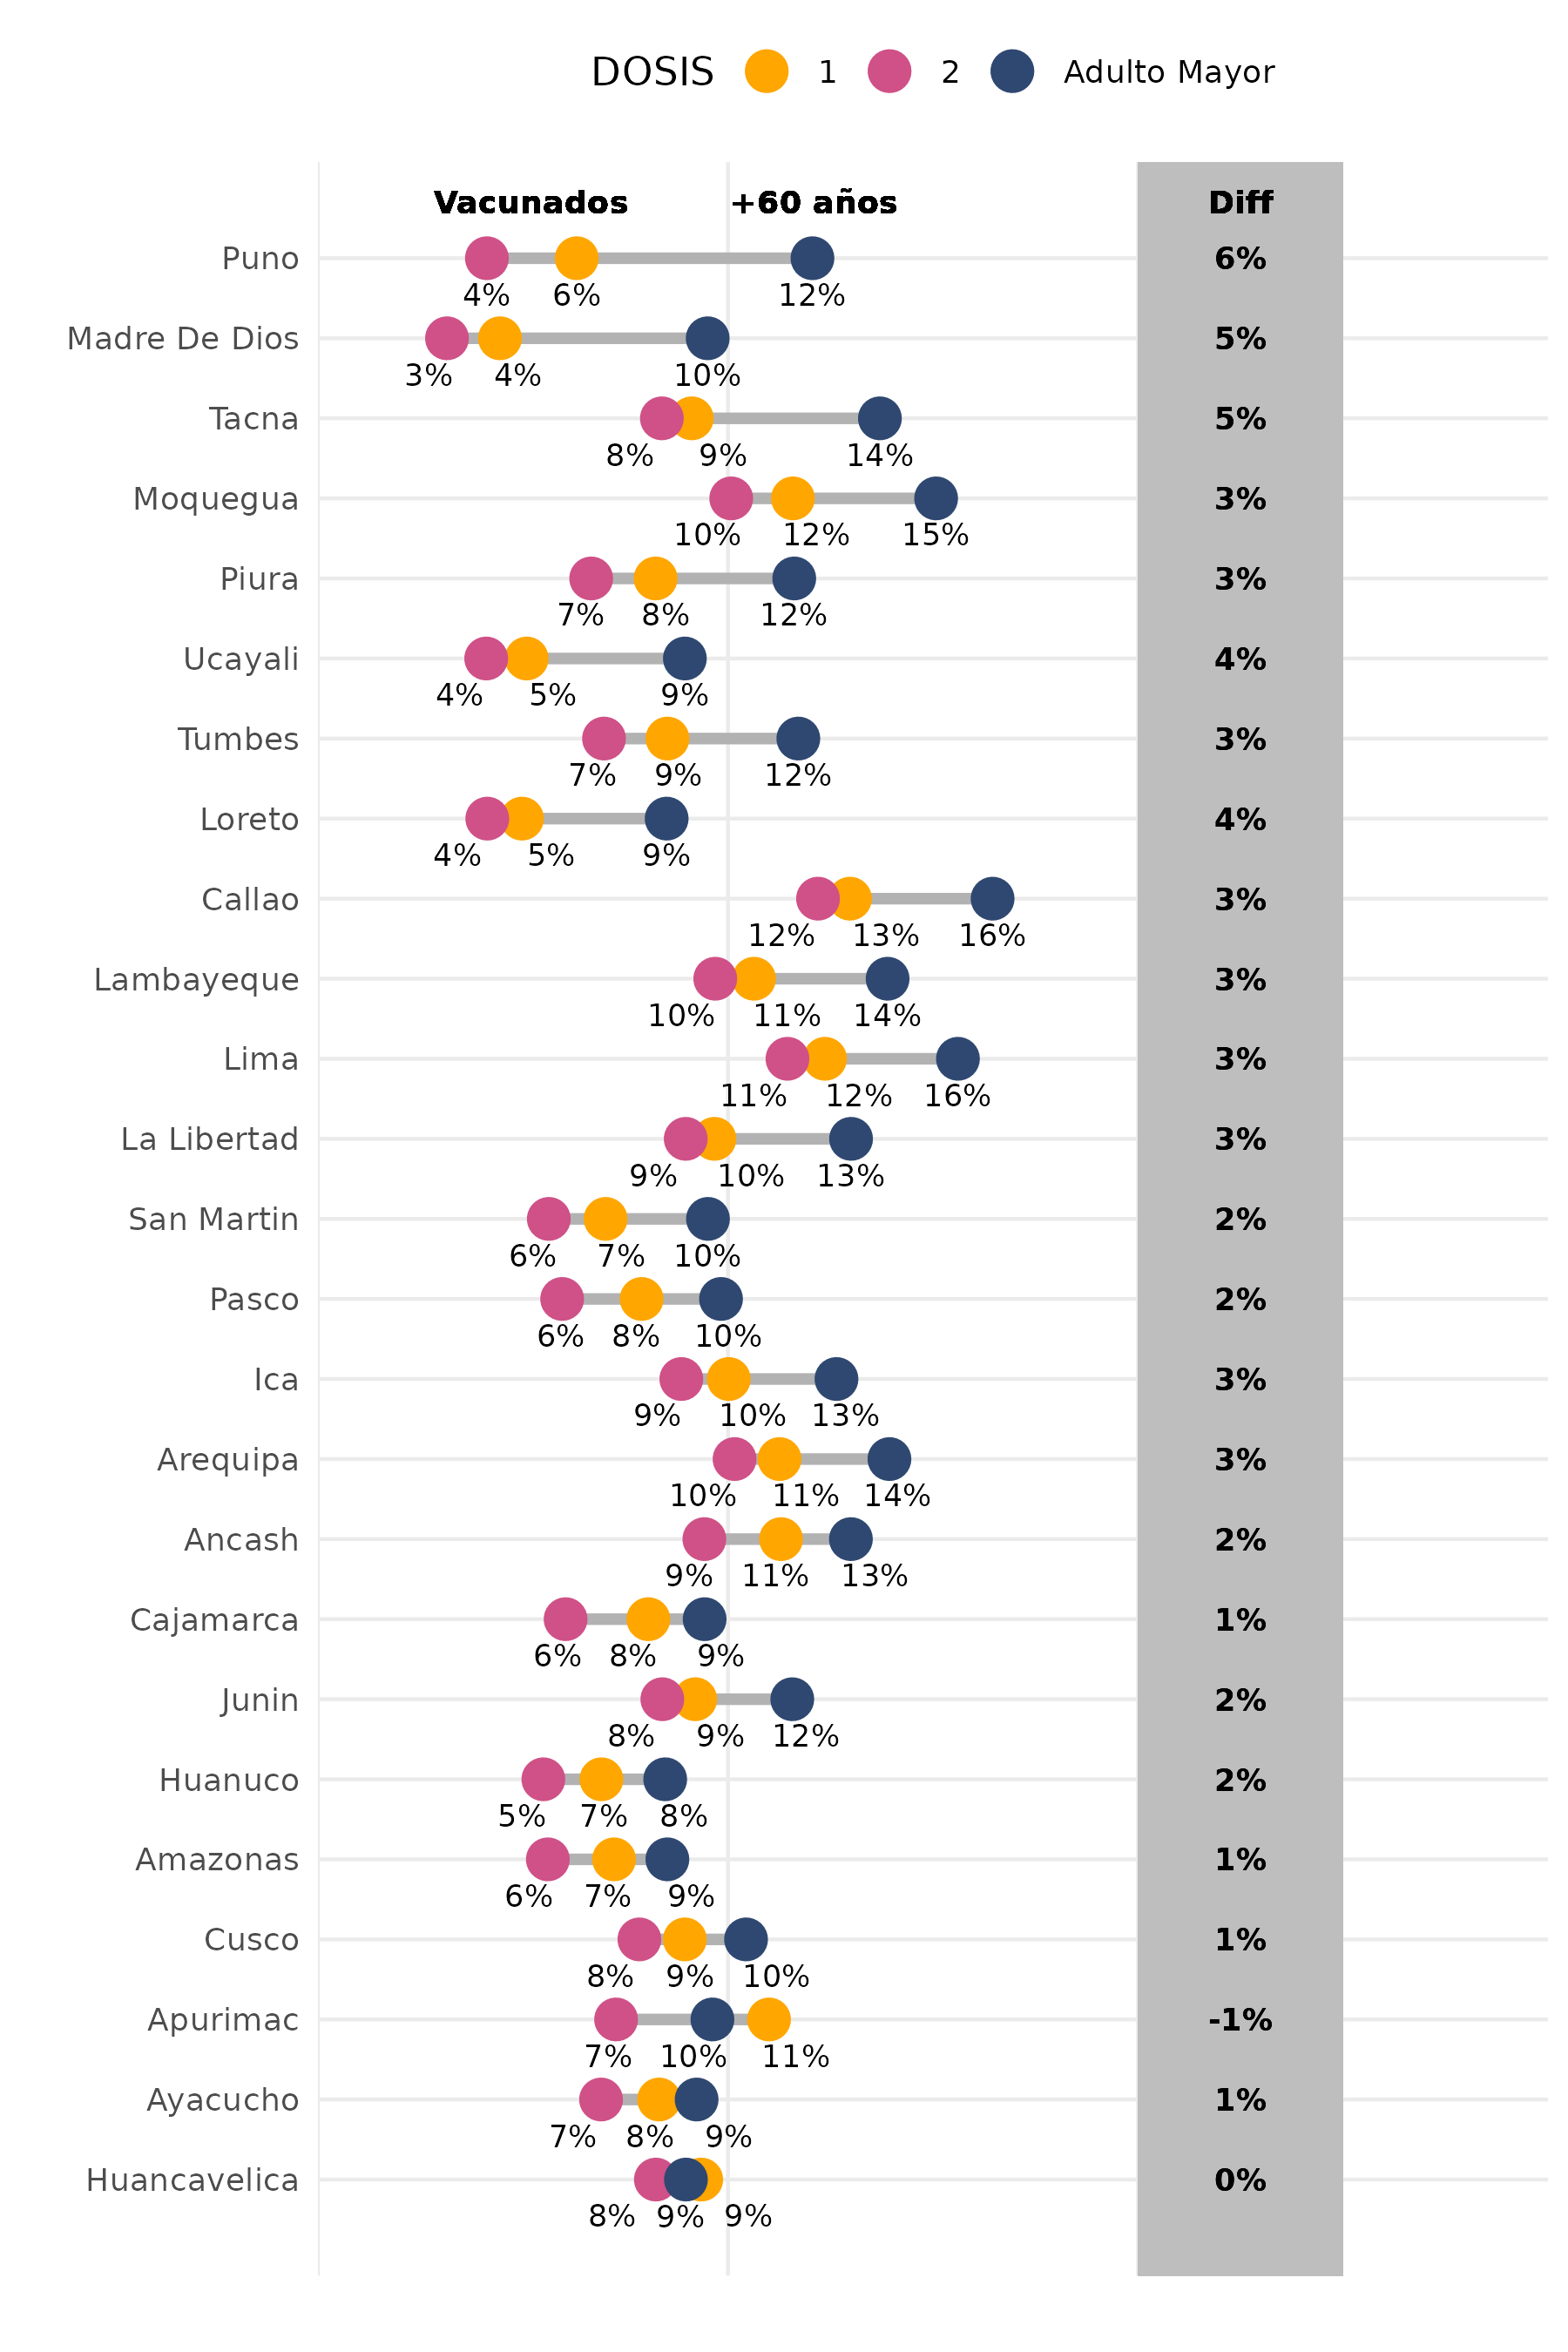 DOSIS 1 2 Adulto Mayor
Vacunados +60 años Diff
Puno 6%
4% 6% 12%
Madre De Dios 5%
3% 4% 10%
Tacna 5%
8% 9% 14%
Moquegua 3%
10% 12% 15%
Piura 3%
7% 8% 12%
Ucayali 4%
4% 5% 9%
Tumbes 3%
7% 9% 12%
Loreto 4%
4% 5% 9%
Callao 3%
12% 13% 16%
Lambayeque 3%
10% 11% 14%
Lima 3%
11% 12% 16%
La Libertad 3%
9% 10% 13%
San Martin 2%
6% 7% 10%
Pasco 2%
6% 8% 10%
Ica 3%
9% 10% 13%
Arequipa 3%
10% 11% 14%
Ancash 2%
9% 11% 13%
Cajamarca 1%
6% 8% 9%
Junin 2%
8% 9% 12%
Huanuco 2%
5% 7% 8%
Amazonas 1%
6% 7% 9%
Cusco 1%
8% 9% 10%
Apurimac -1%
7% 10% 11%
Ayacucho 1%
7% 8% 9%
Huancavelica 0%
8% 9% 9%